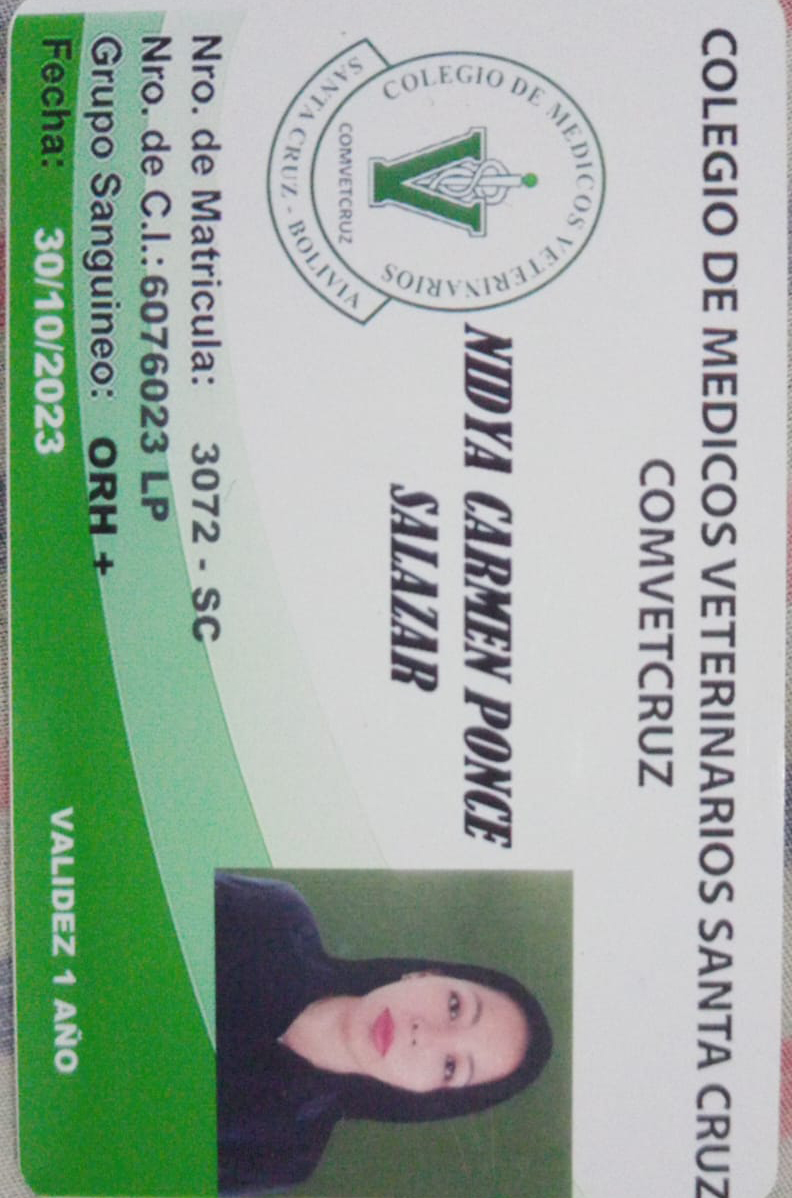 COLEGIO DE MEDICOS VETERINARIOS SANTA CRUZ
COMVETCRUZ
COLEGIO DE MEDICOS VETERINARIOS
V
COMVETCRUZ
SANTA CRUZ - BOLIVIA
NIDYA CARMEN PONCE
SALAZAR
Nro. de Matricula: 3072 - SC
Nro. de C.I.: 6076023 LP
Grupo Sanguineo: ORH +
Fecha: 30/10/2023
VALIDEZ 1 AÑO